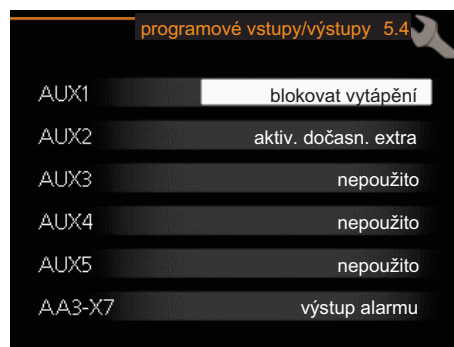 programové vstupy/výstupy 5.4
AUX1 blokovat vytápění
AUX2 aktiv. dočasn. extra
AUX3 nepoužito
AUX4 nepoužito
AUX5 nepoužito
AA3-X7 výstup alarmu